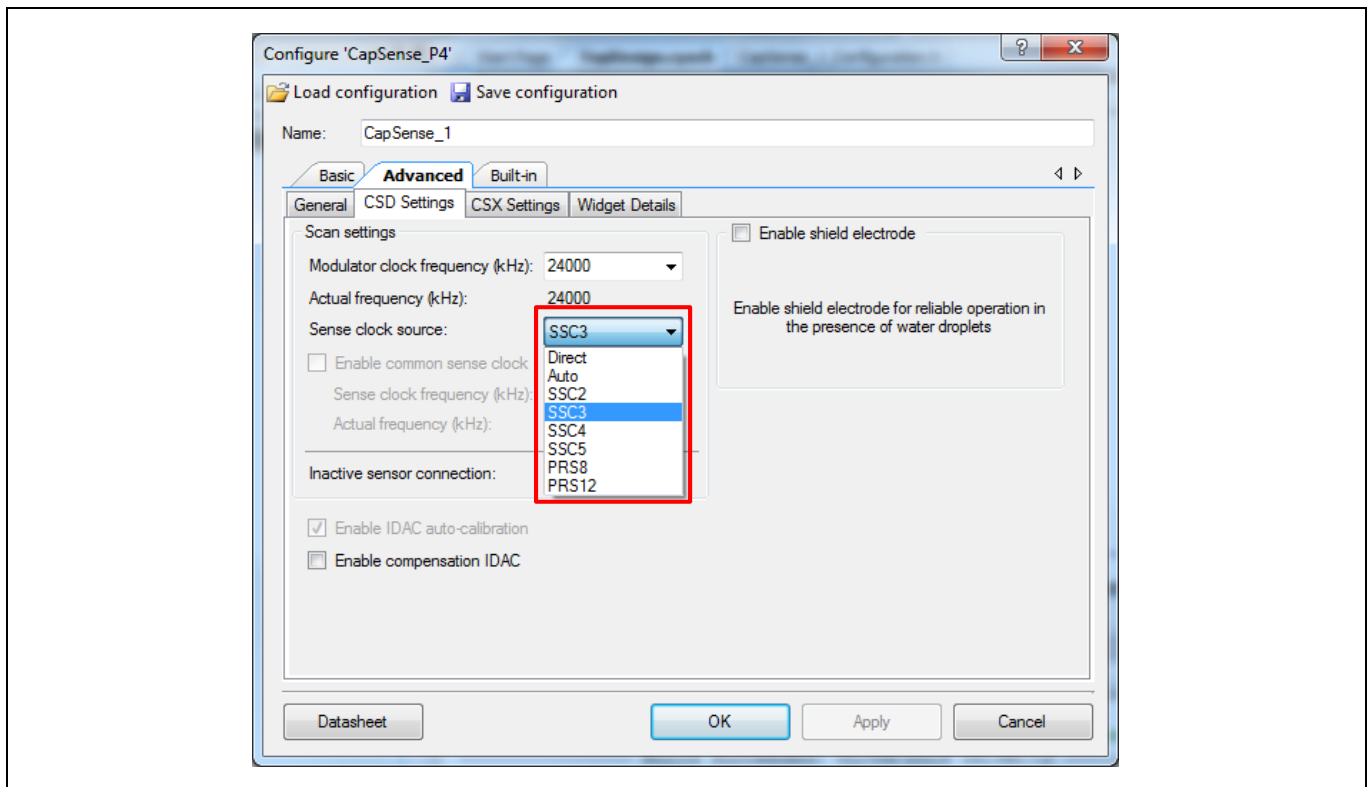 Configure 'CapSense_P4'
Load configuration Save configuration
Name: CapSense_1
Basic Advanced Built-in
General CSD Settings CSX Settings Widget Details
Scan settings
Enable shield electrode
Modulator clock frequency (kHz): 24000
Actual frequency (kHz): 24000
Enable shield electrode for reliable operation in
the presence of water droplets
Sense clock source: SSC3
Direct
Enable common sense clock
Auto
Sense clock frequency (kHz):
SSC2
SSC3
Actual frequency (kHz):
SSC4
SSC5
Inactive sensor connection:
PRS8
PRS12
Enable IDAC auto-calibration
Enable compensation IDAC
Datasheet OK Apply Cancel